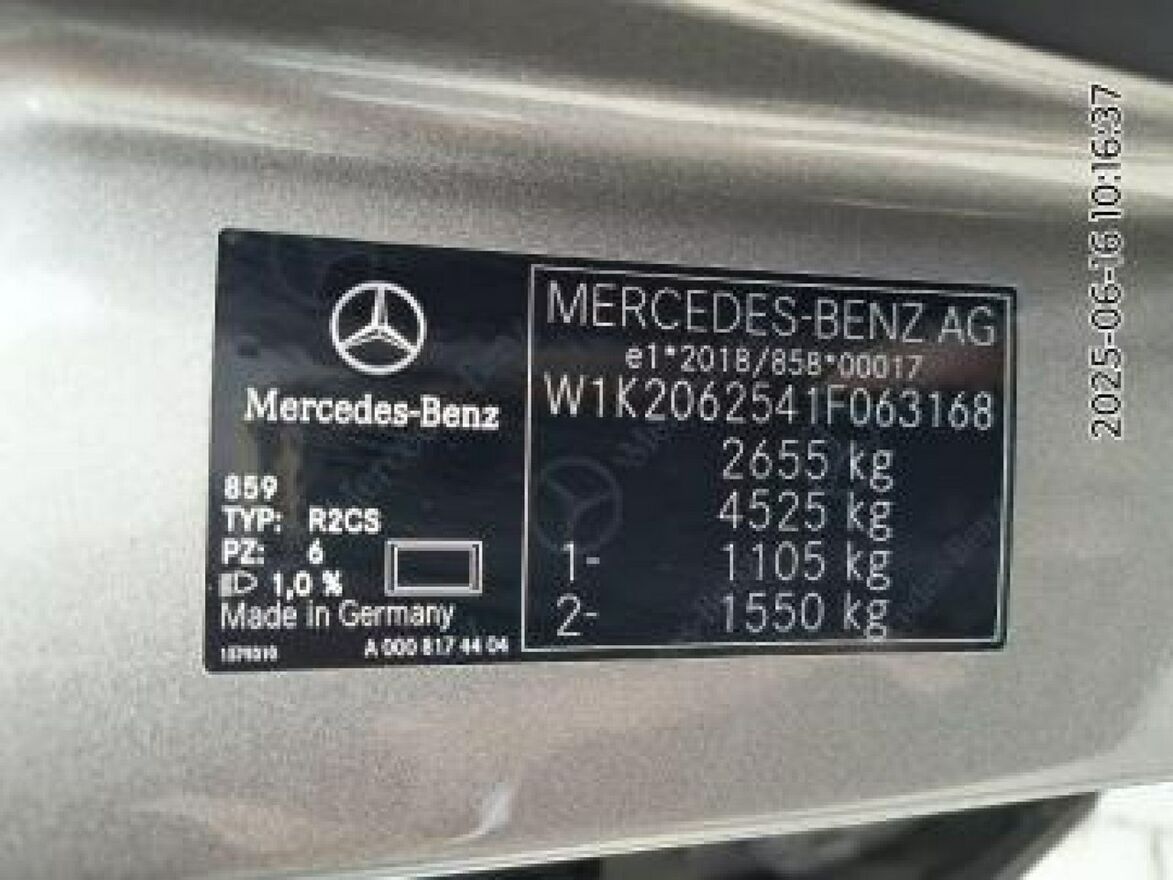 Mercedes-Benz
859
TYP: R2CS
PZ: 6
1,0 %
Made in Germany
A 000 817 44 04
MERCEDES-BENZ AG
e1*2018/858*00017
W1K2062541F063168
2655 kg
4525 kg
1- 1105 kg
2- 1550 kg
2025-06-16 10:16:37